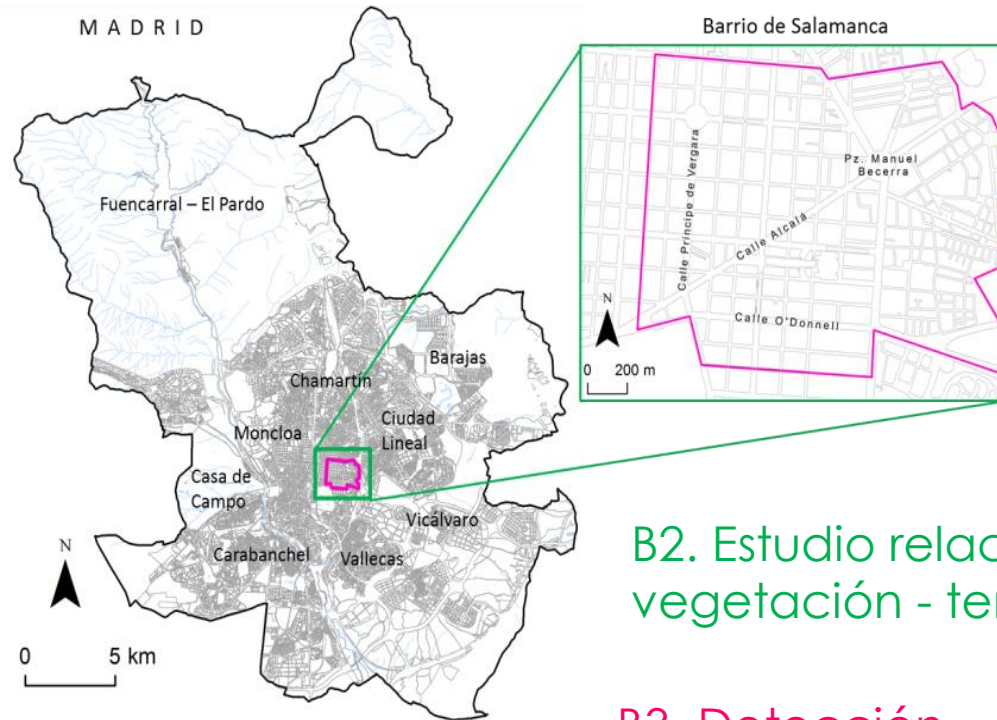 MADRID
Barrio de Salamanca
Pz. Manuel
Becerra
Calle Príncipe de Vergara
Calle Alcalá
Calle O'Donnell
N
0 200 m
Fuencarral – El Pardo
Barajas
Chamartín
Ciudad
Lineal
Moncloa
Casa de
Campo
Vicálvaro
Carabanchel
Vallecas
N
0 5 km
B2. Estudio relac
vegetación - ter
B3. Detección